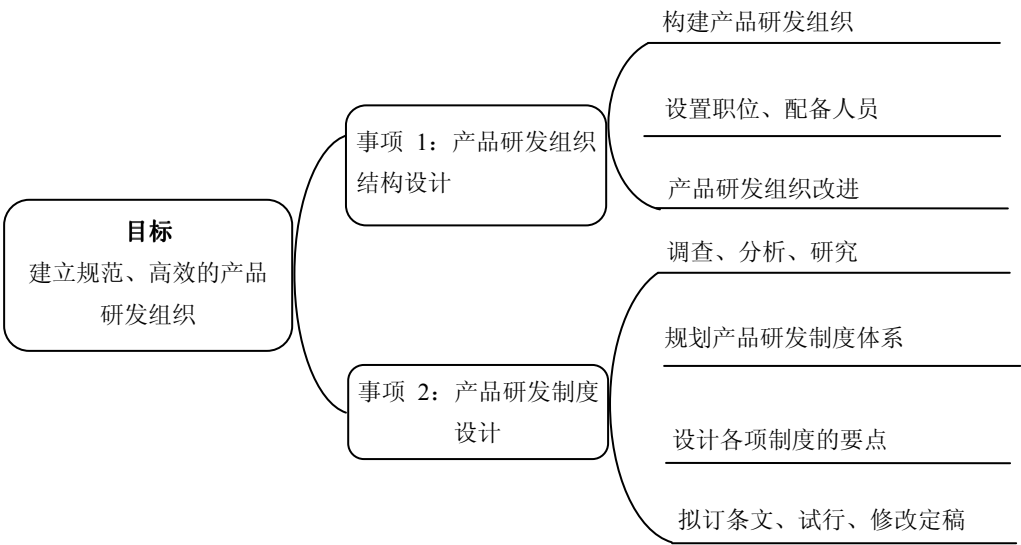 目标
建立规范、高效的产品
研发组织
事项 1：产品研发组织
结构设计
构建产品研发组织
设置职位、配备人员
产品研发组织改进
事项 2：产品研发制度
设计
调查、分析、研究
规划产品研发制度体系
设计各项制度的要点
拟订条文、试行、修改定稿